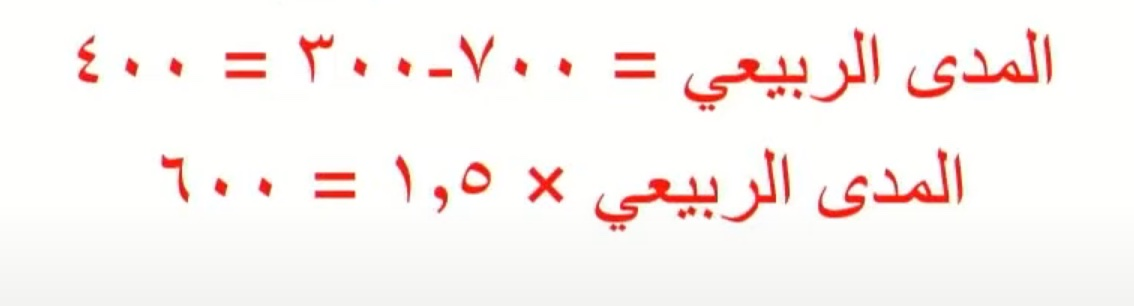 المدى الربيعي = ٧٠٠-٣٠٠ = ٤٠٠
المدى الربيعي × ١,٥ = ٦٠٠